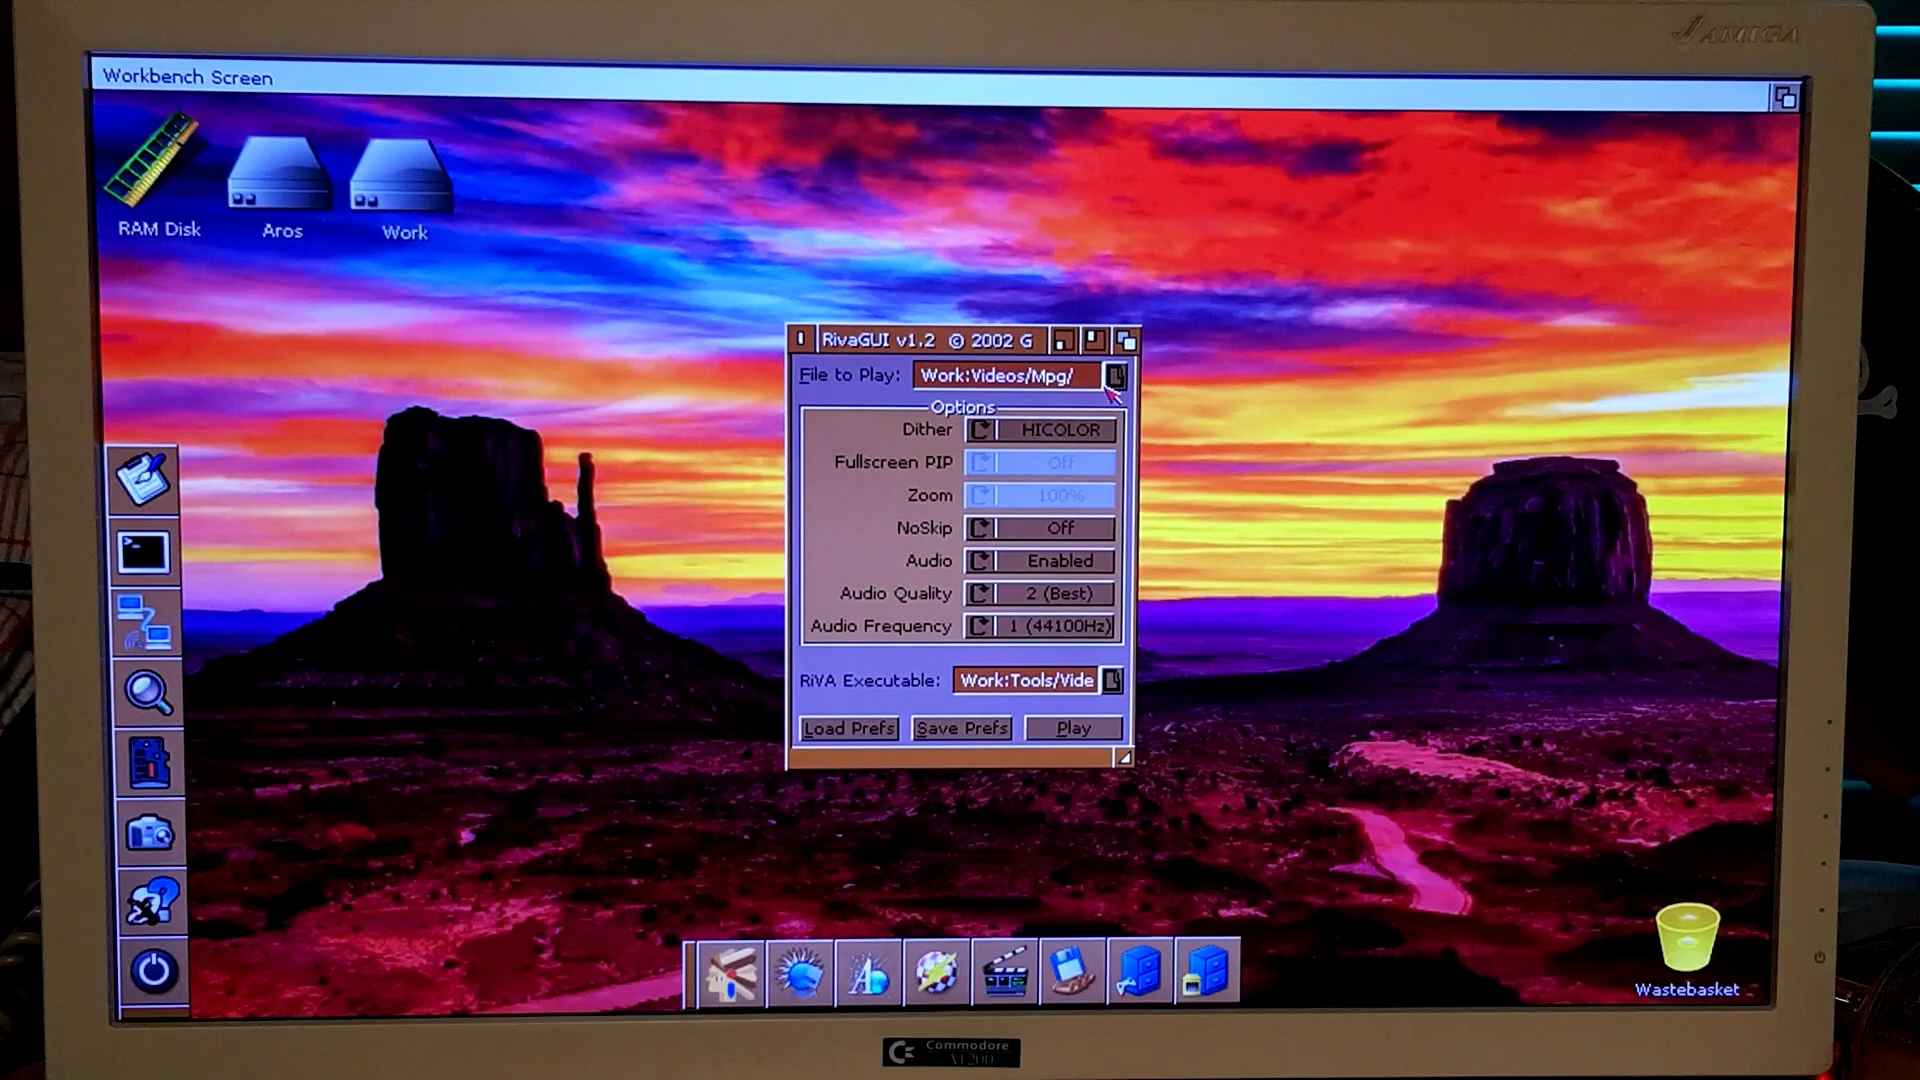 AMIGA
Workbench Screen
RAM Disk
Aros
Work
RivaGUI v1.2 © 2002 G
File to Play: Work:Videos/Mpg/
Options
Dither HICOLOR
Fullscreen PIP Off
Zoom 100%
NoSkip Off
Audio Enabled
Audio Quality 2 (Best)
Audio Frequency 1 (44100Hz)
RiVA Executable: Work:Tools/Vide
Load Prefs Save Prefs Play
Wastebasket
Commodore
A1200